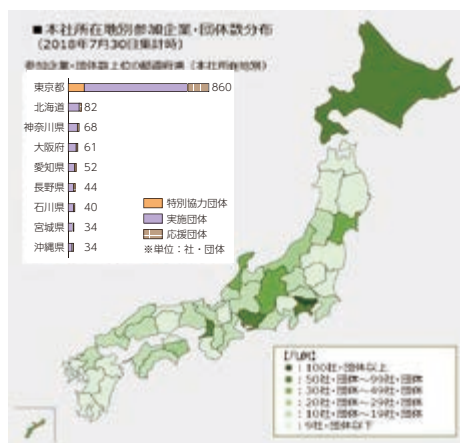 ■本社所在地別参加企業・団体数分布
(2018年7月30日集計時)
参加企業・団体数上位の都道府県(本社所在地別)
東京都 860
北海道 82
神奈川県 68
大阪府 61
愛知県 52
長野県 44
石川県 40
宮城県 34
沖縄県 34
特別協力団体
実施団体
応援団体
※単位:社・団体
【凡例】
●:100社・団体以上
●:50社・団体~99社・団体
●:30社・団体~49社・団体
●:20社・団体~29社・団体
●:10社・団体~19社・団体
●:9社・団体以下